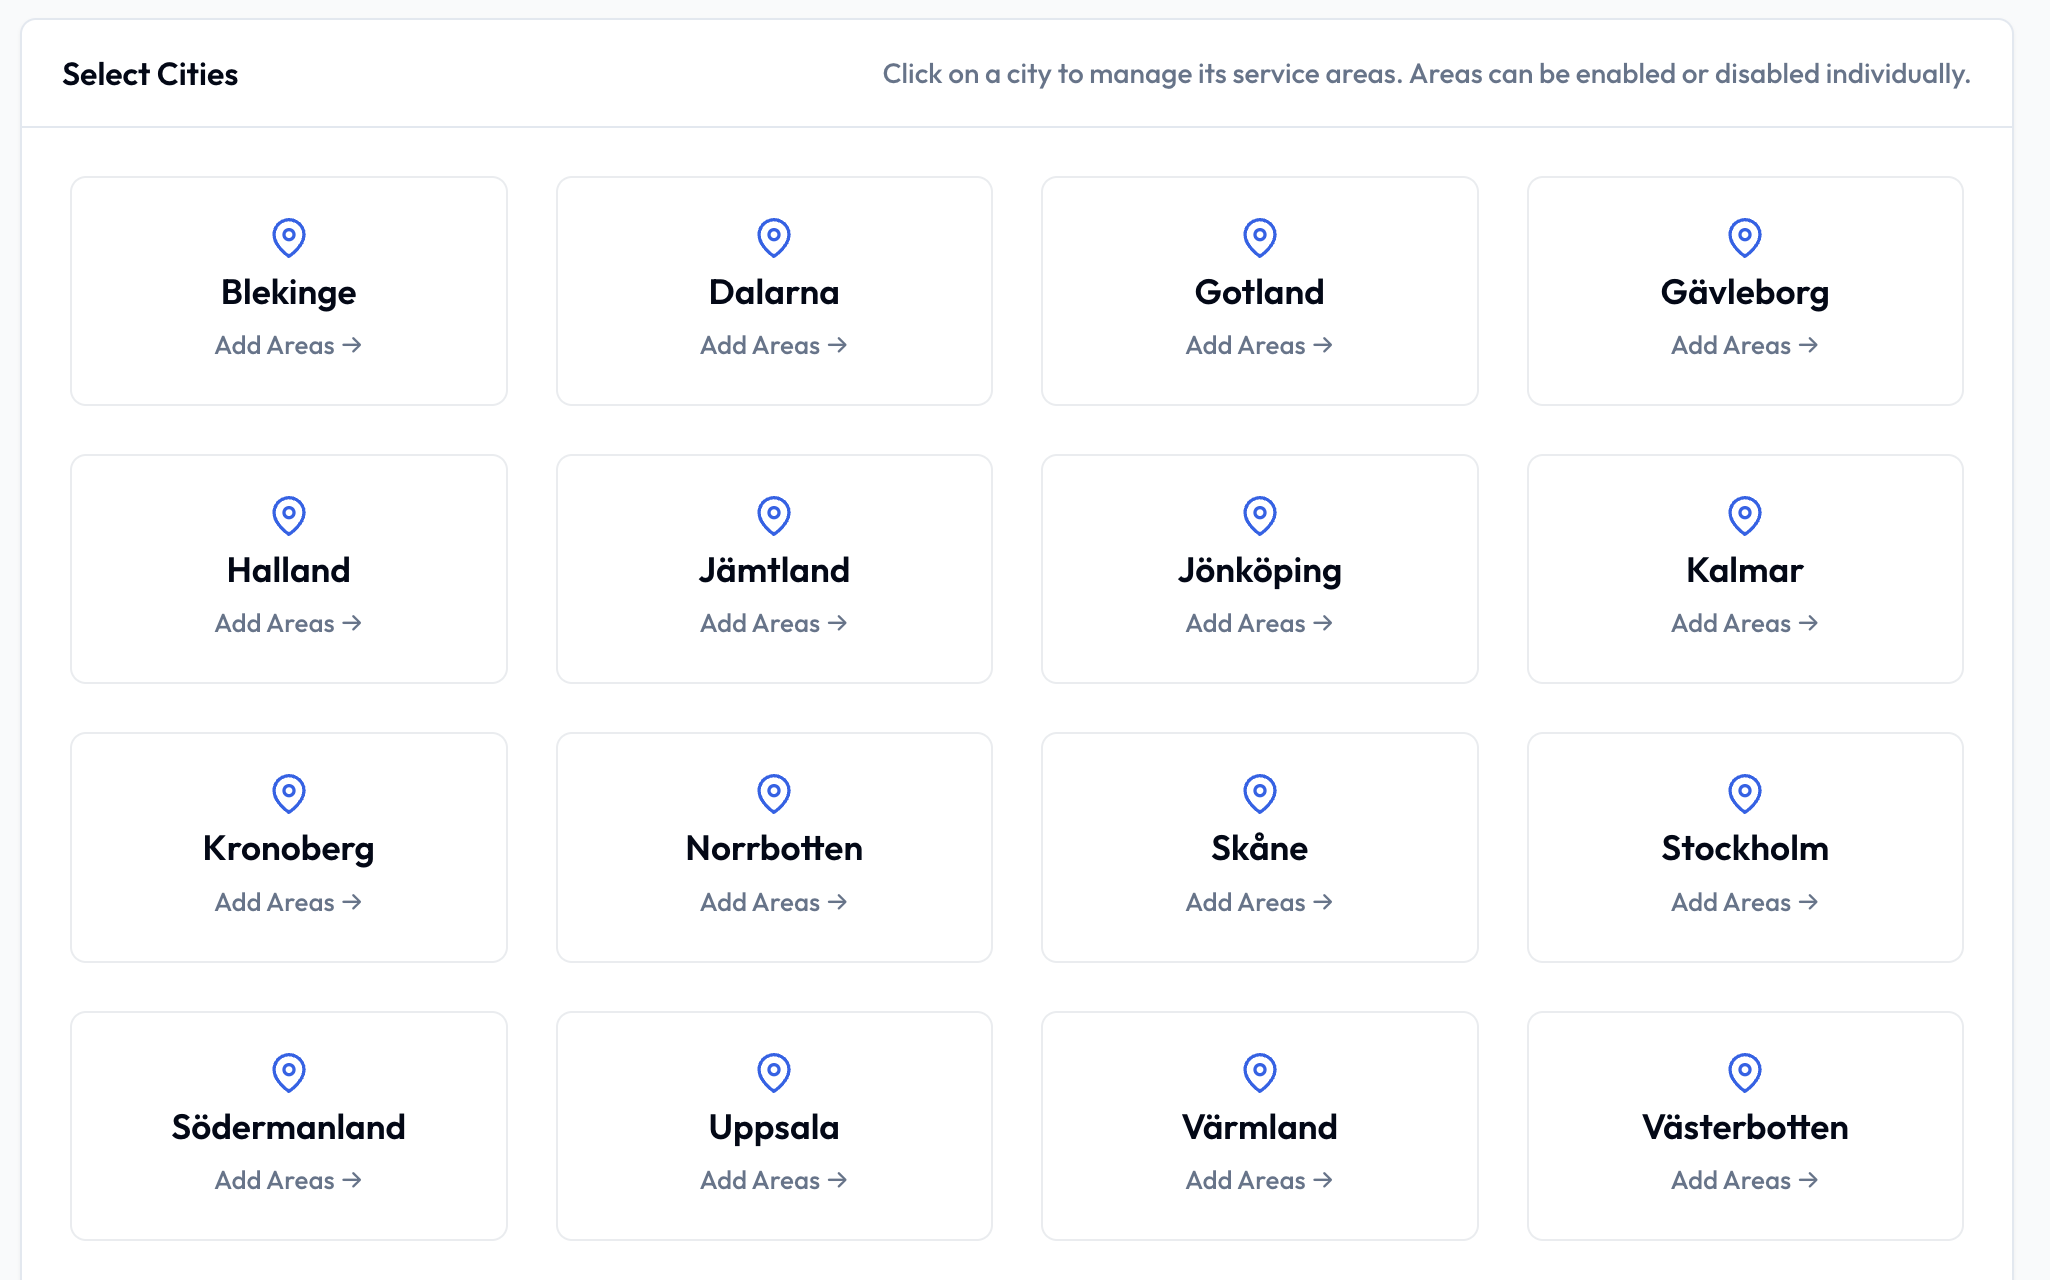 Select Cities
Click on a city to manage its service areas. Areas can be enabled or disabled individually.
Blekinge
Add Areas →
Dalarna
Add Areas →
Gotland
Add Areas →
Gävleborg
Add Areas →
Halland
Add Areas →
Jämtland
Add Areas →
Jönköping
Add Areas →
Kalmar
Add Areas →
Kronoberg
Add Areas →
Norrbotten
Add Areas →
Skåne
Add Areas →
Stockholm
Add Areas →
Södermanland
Add Areas →
Uppsala
Add Areas →
Värmland
Add Areas →
Västerbotten
Add Areas →